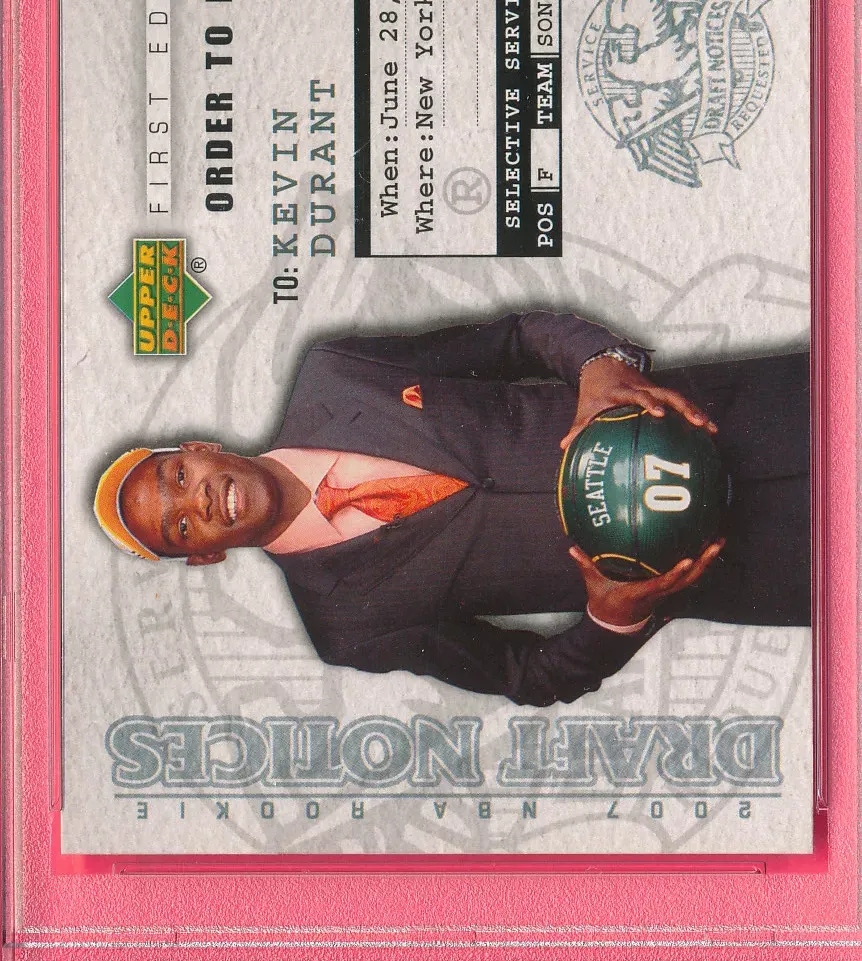 FIRST ED
ORDER TO
UPPER
D·E·C·K
®
TO: KEVIN
DURANT
When:June 28,
Where:New York
®
SELECTIVE SERVI
POS F TEAM SON
SERVICE
DRAFT NOTICES
REQUESTED
SEATTLE
07
DRAFT NOTICES
2007 NBA ROOKIE